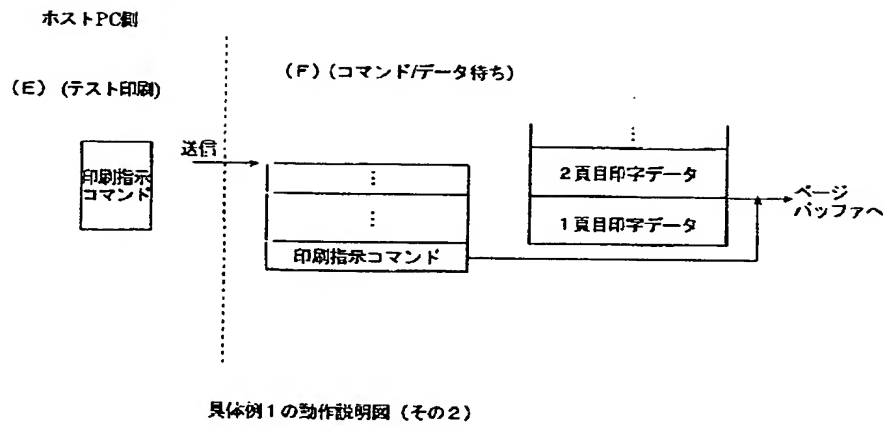 ホストPC側
(E) (テスト印刷)
(F) (コマンド/データ待ち)
印刷指示
コマンド
送信
⋮
⋮
印刷指示コマンド
⋮
2頁目印字データ
1頁目印字データ
ページ
バッファへ
具体例1の動作説明図 (その2)